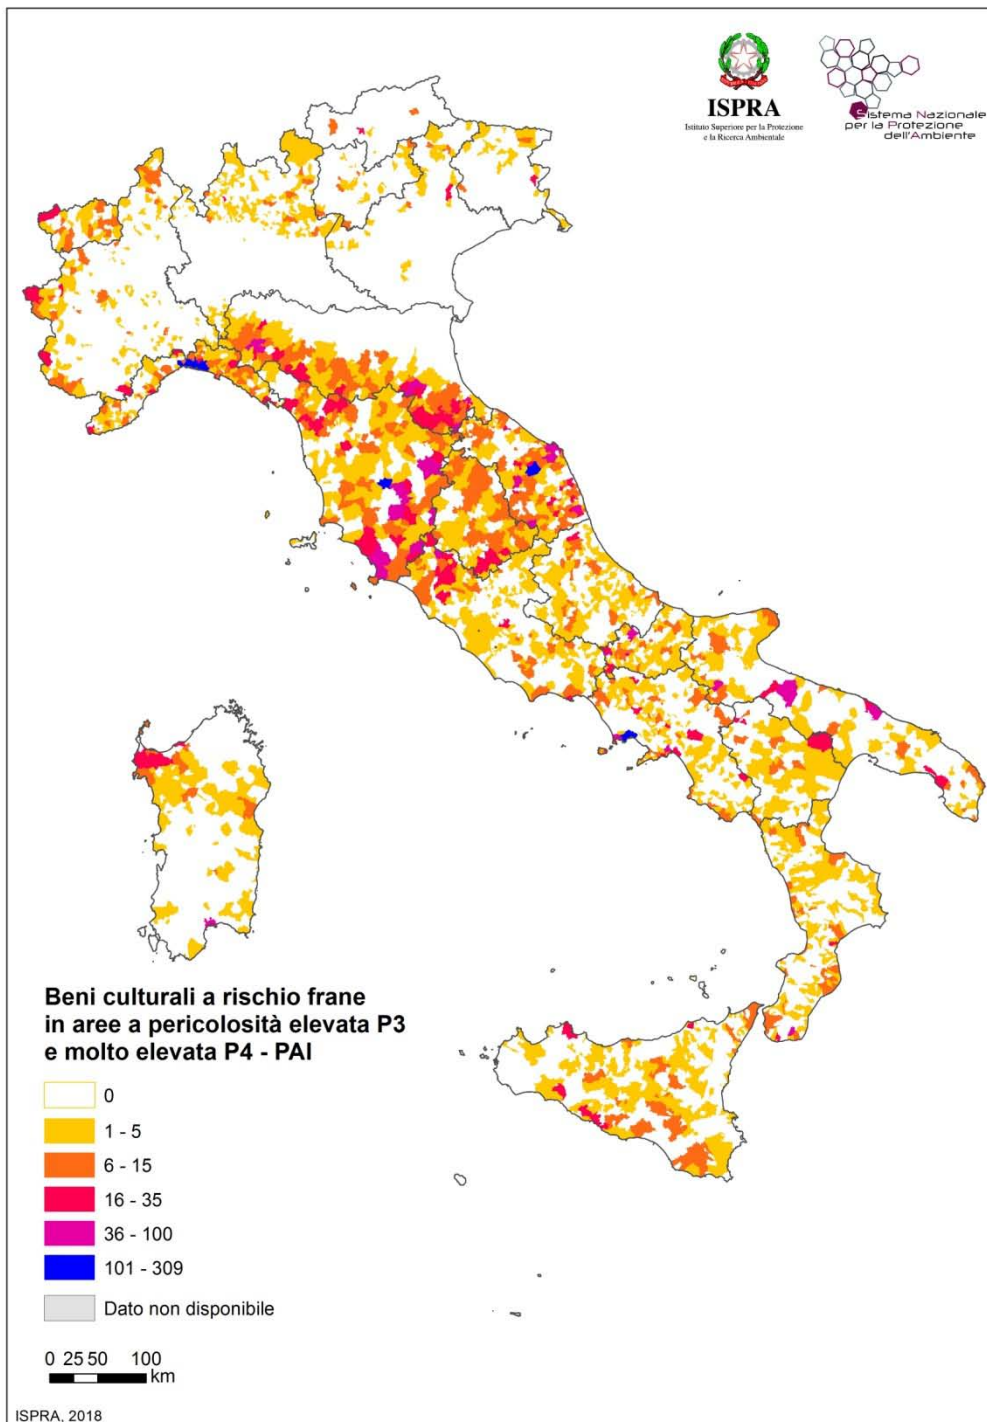 ISPRA
Istituto Superiore per la Protezione
e la Ricerca Ambientale
Sistema Nazionale
per la Protezione
dell'Ambiente
Beni culturali a rischio frane
in aree a pericolosità elevata P3
e molto elevata P4 - PAI
0
1 - 5
6 - 15
16 - 35
36 - 100
101 - 309
Dato non disponibile
0 25 50 100
km
ISPRA, 2018